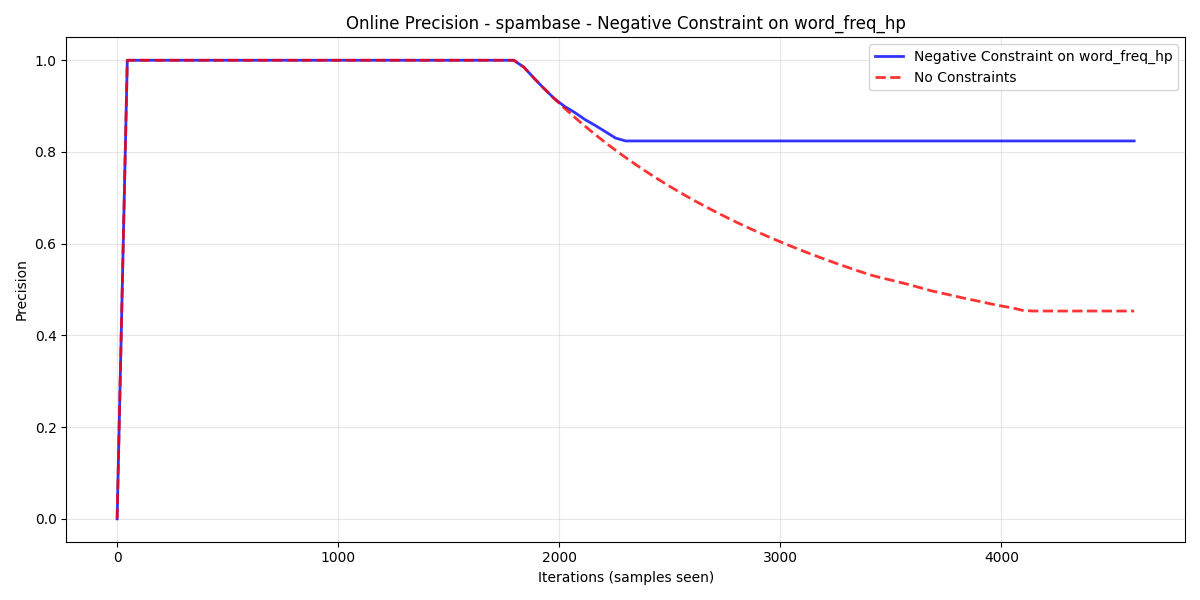 Online Precision - spambase - Negative Constraint on word_freq_hp
Negative Constraint on word_freq_hp
No Constraints
Precision
1.0
0.8
0.6
0.4
0.2
0.0
0
1000
2000
3000
4000
Iterations (samples seen)